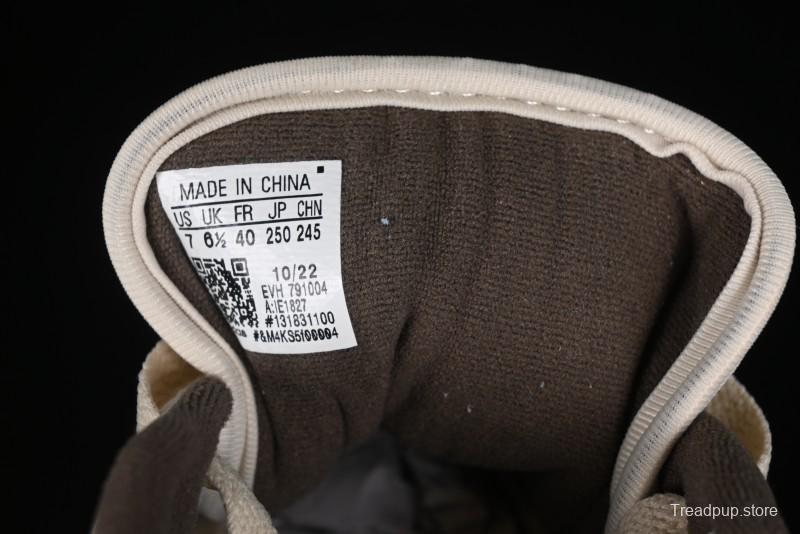 MADE IN CHINA
US UK FR JP CHN
7 6½ 40 250 245
10/22
EVH 791004
A:IE1827
#131831100
#&M4KS5f00004
Treadpup.store